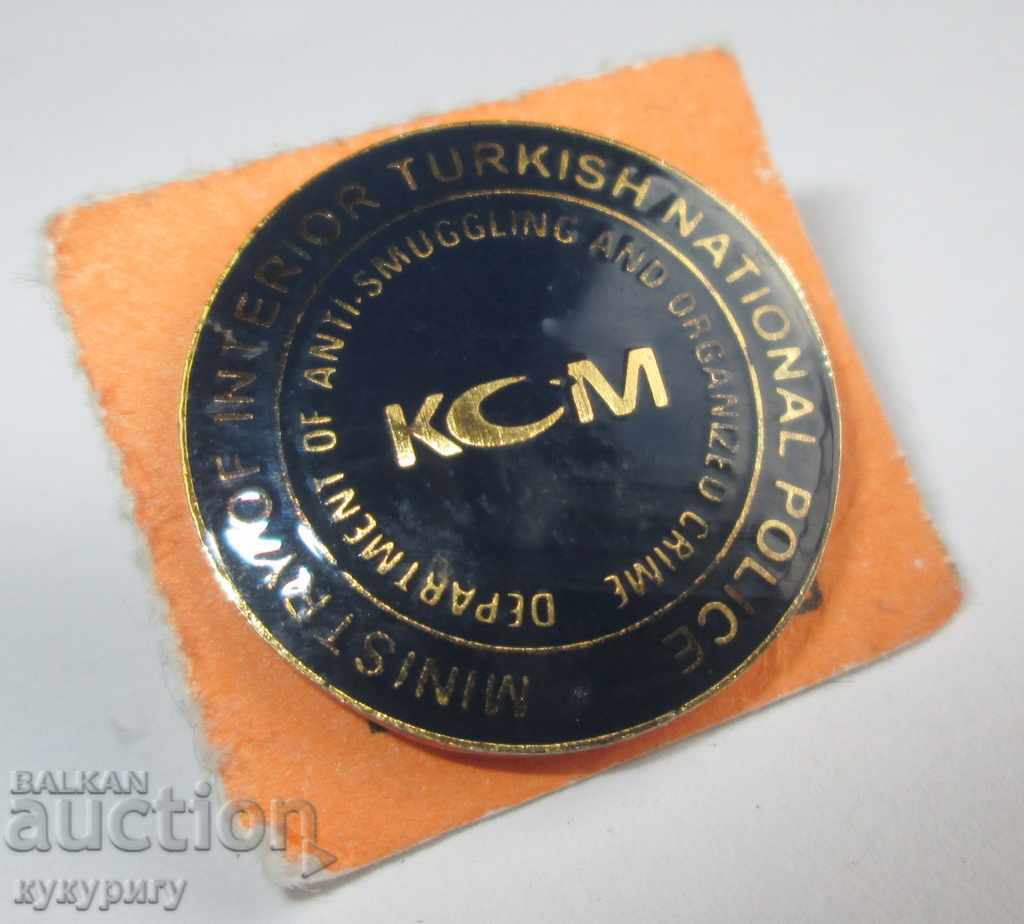 MINISTRY OF INTERIOR TURKISH NATIONAL POLICE
DEPARTMENT OF ANTI-SMUGGLING AND ORGANIZED CRIME
KOM
BALKAN
auction
кукуригу